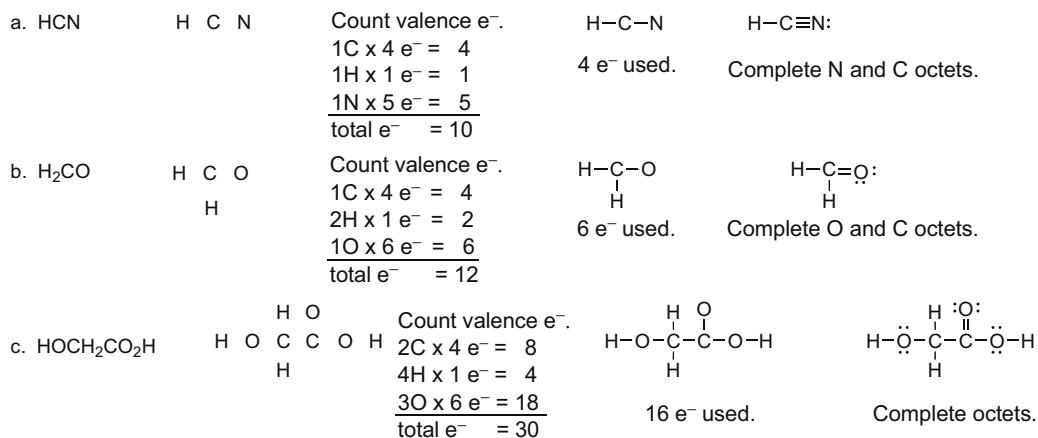 a. HCN H C N Count valence e⁻. H–C–N H–C≡N:
1C x 4 e⁻ = 4 4 e⁻ used. Complete N and C octets.
1H x 1 e⁻ = 1
1N x 5 e⁻ = 5
total e⁻ = 10
b. H₂CO H C O Count valence e⁻. H–C–O H–C=O:
H 1C x 4 e⁻ = 4 H H
2H x 1 e⁻ = 2 6 e⁻ used. Complete O and C octets.
1O x 6 e⁻ = 6
total e⁻ = 12
H O Count valence e⁻. H O H :O:
c. HOCH₂CO₂H H O C C O H 2C x 4 e⁻ = 8 H–O–C–C–O–H H–O–C–C–O–H
H 4H x 1 e⁻ = 4 H H
3O x 6 e⁻ = 18 16 e⁻ used. Complete octets.
total e⁻ = 30